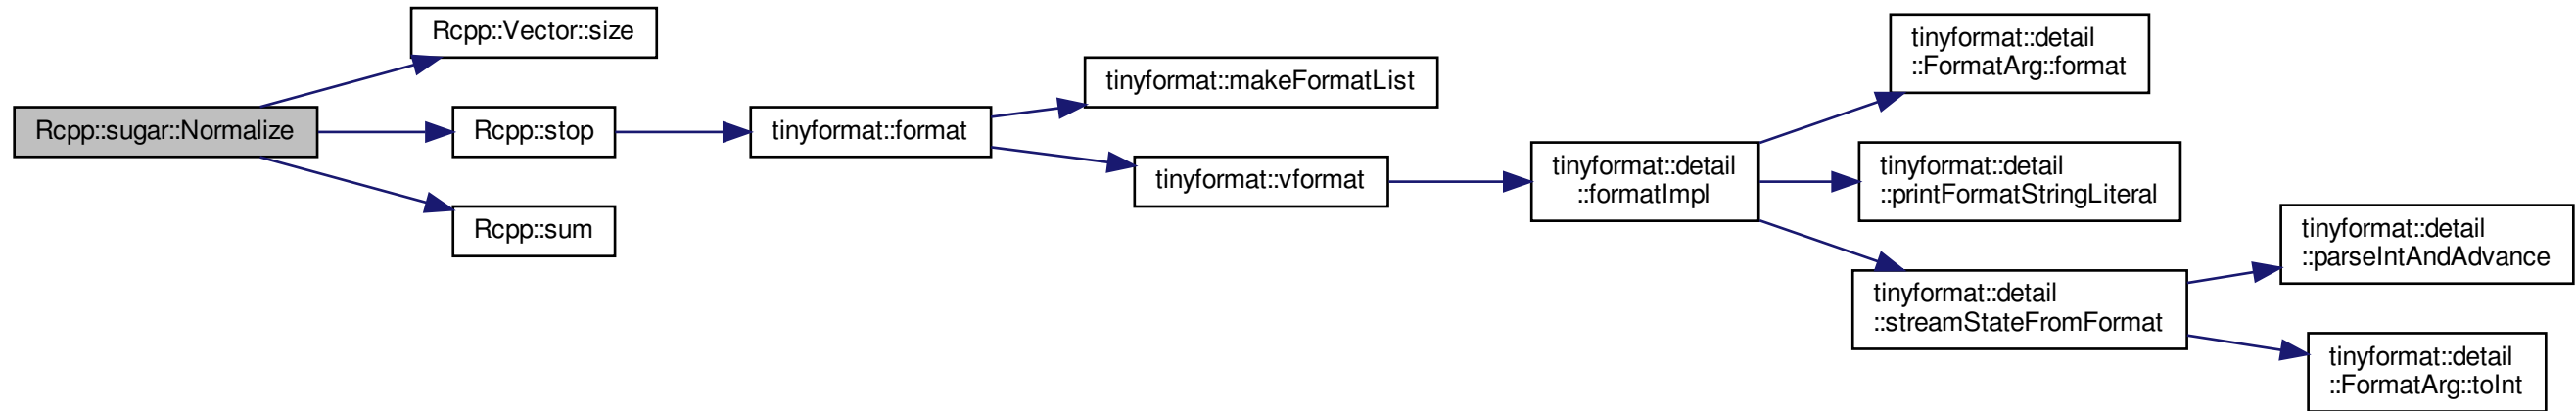 Rcpp::sugar::Normalize
Rcpp::Vector::size
Rcpp::stop
Rcpp::sum
tinyformat::format
tinyformat::makeFormatList
tinyformat::vformat
tinyformat::detail
::formatImpl
tinyformat::detail
::FormatArg::format
tinyformat::detail
::printFormatStringLiteral
tinyformat::detail
::streamStateFromFormat
tinyformat::detail
::parseIntAndAdvance
tinyformat::detail
::FormatArg::toInt